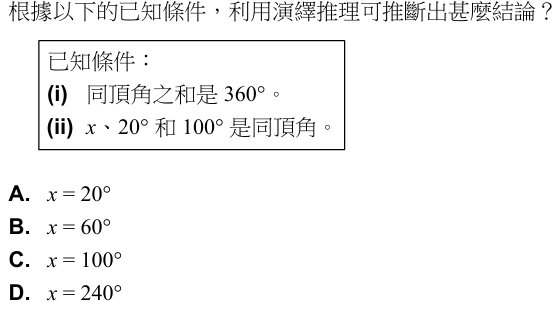 根據以下的已知條件，利用演繹推理可推斷出甚麼結論？
已知條件：
(i) 同頂角之和是 360°。
(ii) x、20° 和 100° 是同頂角。
A. x = 20°
B. x = 60°
C. x = 100°
D. x = 240°